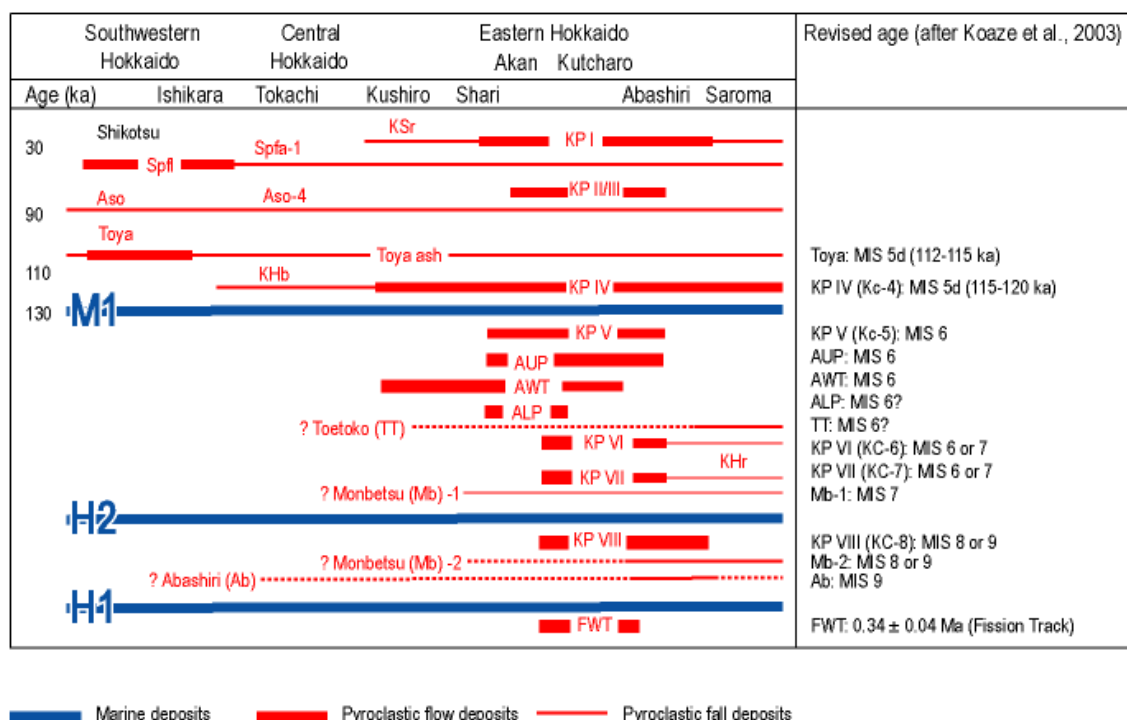 Southwestern Hokkaido
Central Hokkaido
Eastern Hokkaido
Akan Kutcharo
Revised age (after Koaze et al., 2003)
Age (ka) Ishikara Tokachi Kushiro Shari Abashiri Saroma
30
Shikotsu
KSr
KP I
Spfl
Spfa-1
KP II/III
Aso
Aso-4
90
Toya
Toya ash
Toya: MIS 5d (112-115 ka)
110
KHb
KP IV
KP IV (Kc-4): MIS 5d (115-120 ka)
130
M1
KP V
KP V (Kc-5): MIS 6
AUP
AUP: MIS 6
AWT
AWT: MIS 6
ALP
ALP: MIS 6?
? Toetoko (TT)
TT: MIS 6?
KP VI
KP VI (KC-6): MIS 6 or 7
KHr
KP VII
KP VII (KC-7): MIS 6 or 7
? Monbetsu (Mb) -1
Mb-1: MIS 7
H2
KP VIII
KP VIII (KC-8): MIS 8 or 9
? Monbetsu (Mb) -2
Mb-2: MIS 8 or 9
? Abashiri (Ab)
Ab: MIS 9
H1
FWT
FWT: 0.34 ± 0.04 Ma (Fission Track)
Marine deposits
Pyroclastic flow deposits
Pyroclastic fall deposits